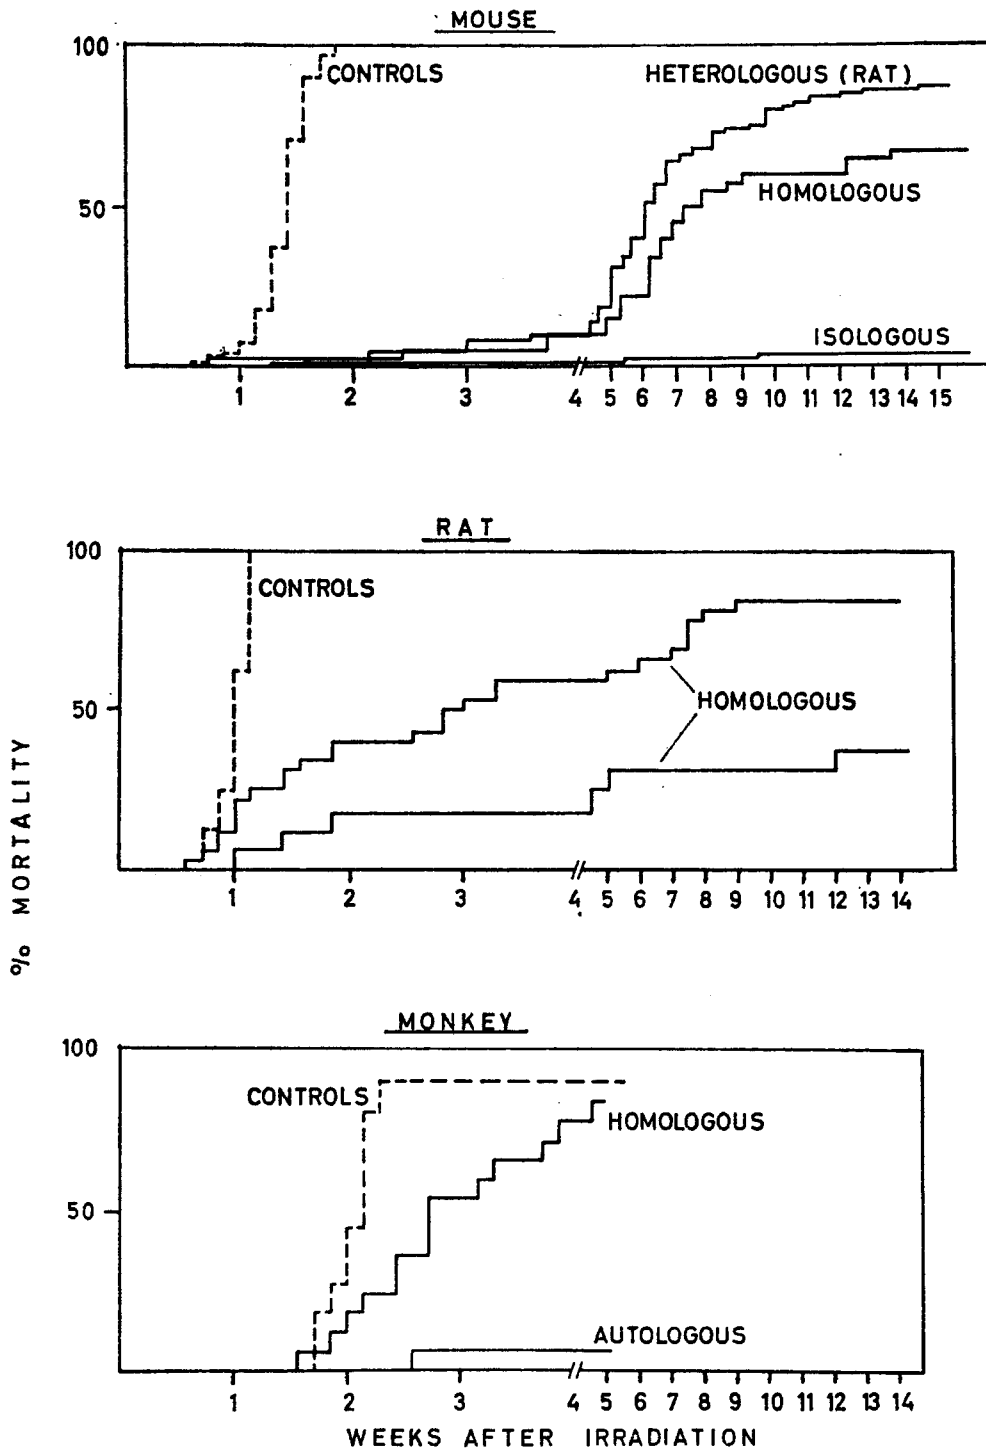 MOUSE
100
CONTROLS
HETEROLOGOUS (RAT)
50
HOMOLOGOUS
ISOLOGOUS
1 2 3 4 5 6 7 8 9 10 11 12 13 14 15
RAT
100
CONTROLS
50
HOMOLOGOUS
1 2 3 4 5 6 7 8 9 10 11 12 13 14
% MORTALITY
MONKEY
100
CONTROLS
HOMOLOGOUS
50
AUTOLOGOUS
1 2 3 4 5 6 7 8 9 10 11 12 13 14
WEEKS AFTER IRRADIATION